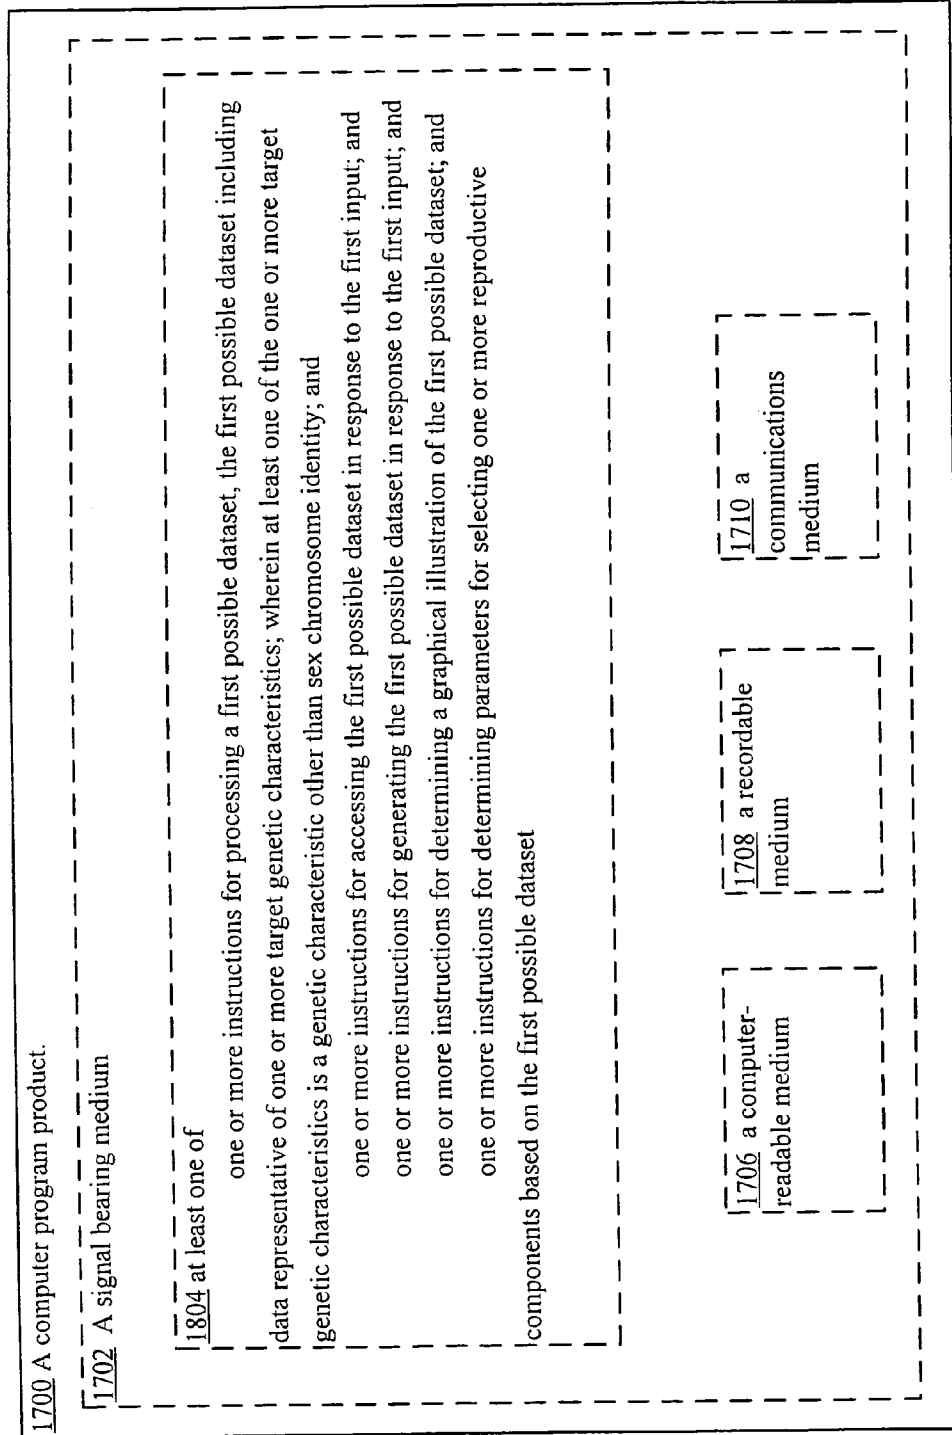 1700 A computer program product.
1702 A signal bearing medium
1804 at least one of
one or more instructions for processing a first possible dataset, the first possible dataset including
data representative of one or more target genetic characteristics; wherein at least one of the one or more target
genetic characteristics is a genetic characteristic other than sex chromosome identity; and
one or more instructions for accessing the first possible dataset in response to the first input; and
one or more instructions for generating the first possible dataset in response to the first input; and
one or more instructions for determining a graphical illustration of the first possible dataset; and
one or more instructions for determining parameters for selecting one or more reproductive
components based on the first possible dataset
1706 a computer-
readable medium
1708 a recordable
medium
1710 a
communications
medium